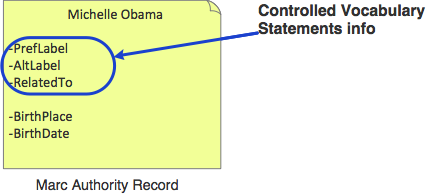 Michelle Obama
-PrefLabel
-AltLabel
-RelatedTo
-BirthPlace
-BirthDate
Controlled Vocabulary
Statements info
Marc Authority Record